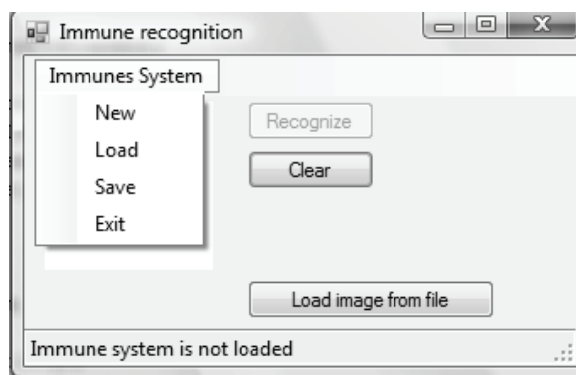 Immune recognition
Immunes System
New
Load
Save
Exit
Recognize
Clear
Load image from file
Immune system is not loaded